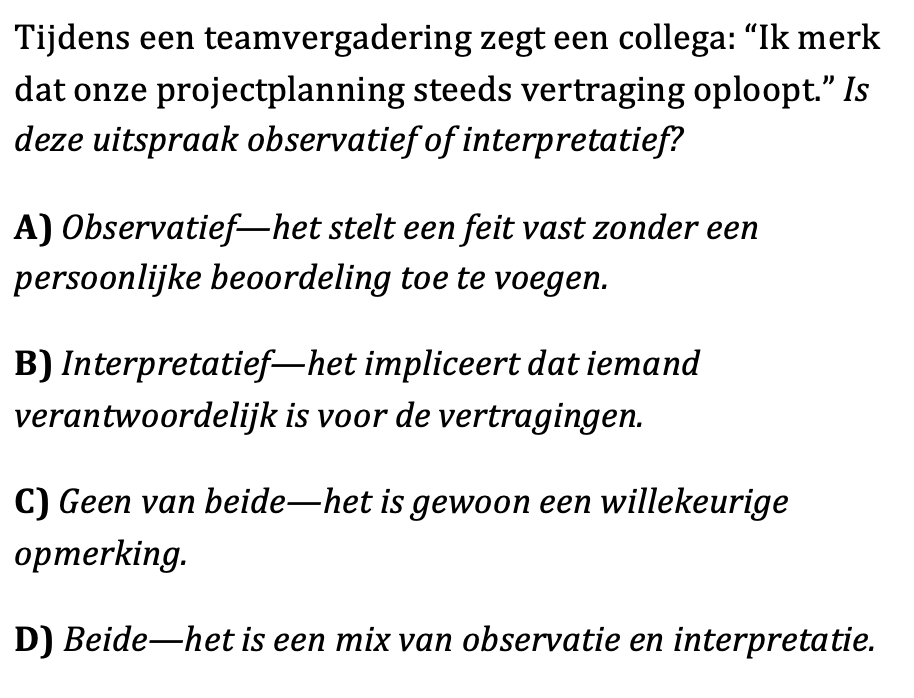 Tijdens een teamvergadering zegt een collega: “Ik merk
dat onze projectplanning steeds vertraging oploopt.” Is
deze uitspraak observatief of interpretatief?
A) Observatief—het stelt een feit vast zonder een
persoonlijke beoordeling toe te voegen.
B) Interpretatief—het impliceert dat iemand
verantwoordelijk is voor de vertragingen.
C) Geen van beide—het is gewoon een willekeurige
opmerking.
D) Beide—het is een mix van observatie en interpretatie.